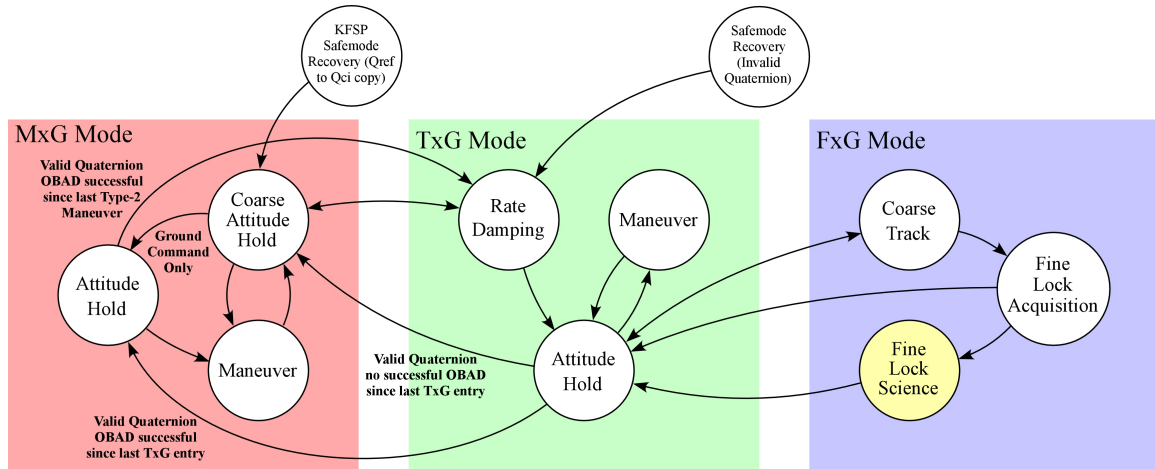 KFSP
Safemode
Recovery (Qref
to Qci copy)
Safemode
Recovery
(Invalid
Quaternion)
MxG Mode
Valid Quaternion
OBAD successful
since last Type-2
Maneuver
Coarse
Attitude
Hold
Ground
Command
Only
Attitude
Hold
Maneuver
Valid Quaternion
OBAD successful
since last TxG entry
TxG Mode
Rate
Damping
Maneuver
Attitude
Hold
Valid Quaternion
no successful OBAD
since last TxG entry
FxG Mode
Coarse
Track
Fine
Lock
Acquisition
Fine
Lock
Science